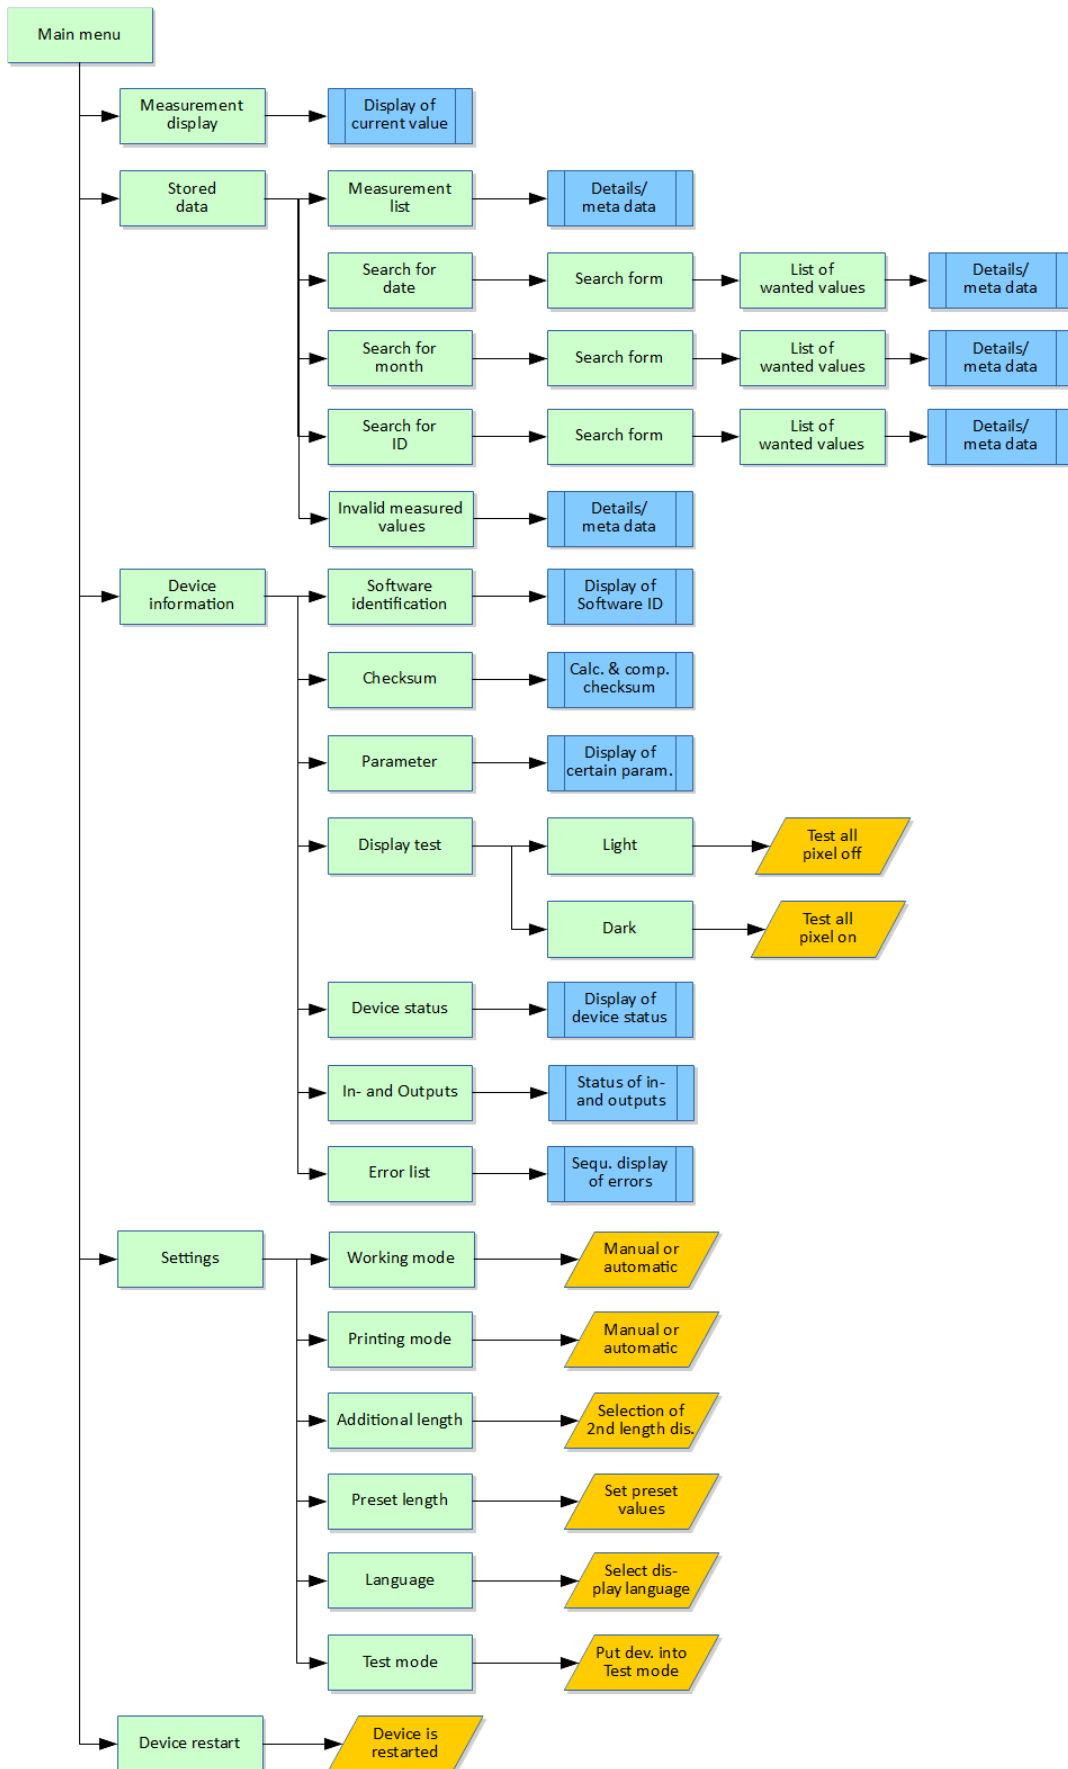 Main menu
Measurement
display
Display of
current value
Stored
data
Measurement
list
Details/
meta data
Search for
date
Search form
List of
wanted values
Details/
meta data
Search for
month
Search form
List of
wanted values
Details/
meta data
Search for
ID
Search form
List of
wanted values
Details/
meta data
Invalid measured
values
Details/
meta data
Device
information
Software
identification
Display of
Software ID
Checksum
Calc. & comp.
checksum
Parameter
Display of
certain param.
Display test
Light
Test all
pixel off
Dark
Test all
pixel on
Device status
Display of
device status
In- and Outputs
Status of in-
and outputs
Error list
Sequ. display
of errors
Settings
Working mode
Manual or
automatic
Printing mode
Manual or
automatic
Additional length
Selection of
2nd length dis.
Preset length
Set preset
values
Language
Select dis-
play language
Test mode
Put dev. into
Test mode
Device restart
Device is
restarted